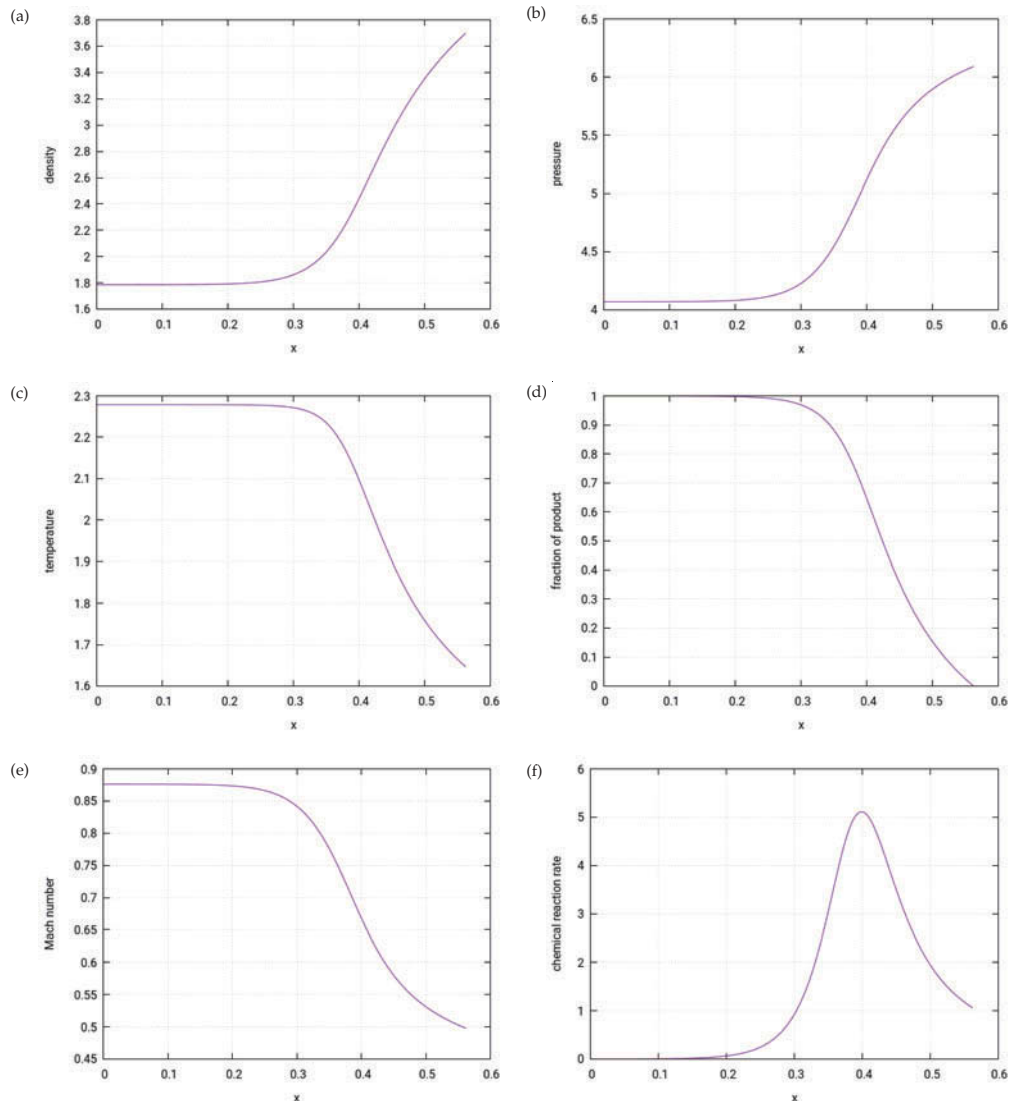 (a)
3.8
3.6
3.4
3.2
3
2.8
2.6
2.4
2.2
2
1.8
1.6
density
0 0.1 0.2 0.3 0.4 0.5 0.6
x
(b)
6.5
6
5.5
5
4.5
4
pressure
0 0.1 0.2 0.3 0.4 0.5 0.6
x
(c)
2.3
2.2
2.1
2
1.9
1.8
1.7
1.6
temperature
0 0.1 0.2 0.3 0.4 0.5 0.6
x
(d)
1
0.9
0.8
0.7
0.6
0.5
0.4
0.3
0.2
0.1
0
fraction of product
0 0.1 0.2 0.3 0.4 0.5 0.6
x
(e)
0.9
0.85
0.8
0.75
0.7
0.65
0.6
0.55
0.5
0.45
Mach number
0 0.1 0.2 0.3 0.4 0.5 0.6
x
(f)
6
5
4
3
2
1
0
chemical reaction rate
0 0.1 0.2 0.3 0.4 0.5 0.6
x